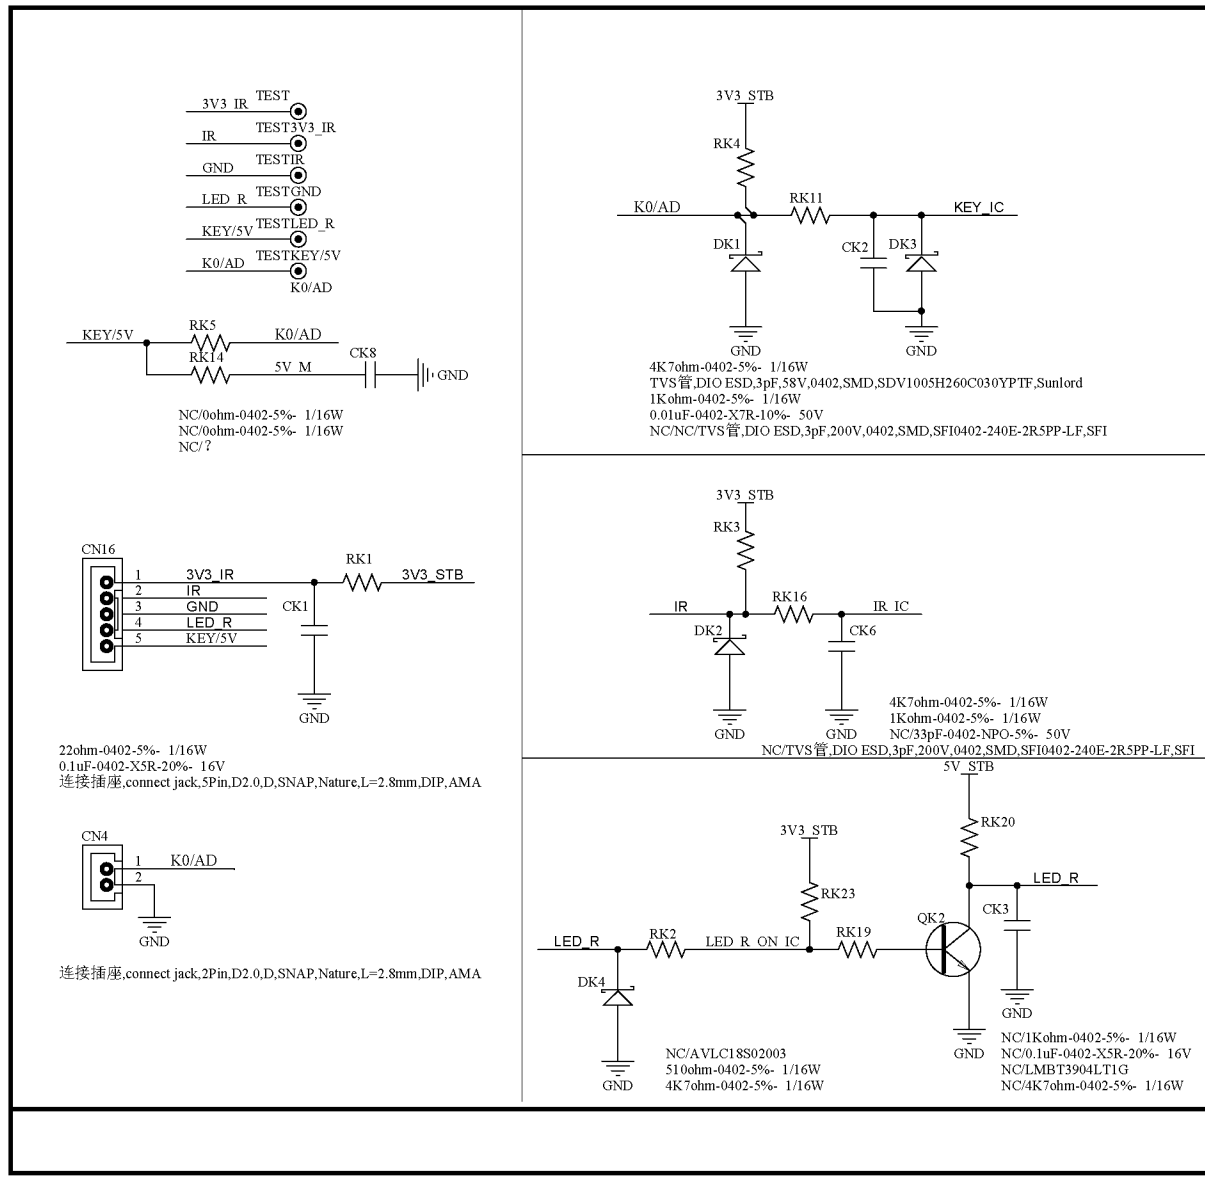 TEST
3V3_IR
TEST3V3_IR
IR
TESTIR
GND
TESTGND
LED_R
TESTLED_R
KEY/5V
TESTKEY/5V
K0/AD
K0/AD
RK5
KEY/5V
K0/AD
RK14
5V_M
CK8
GND
NC/0ohm-0402-5%- 1/16W
NC/0ohm-0402-5%- 1/16W
NC/?
CN16
RK1
1
3V3_IR
3V3_STB
2
IR
3
GND
CK1
4
LED_R
5
KEY/5V
GND
22ohm-0402-5%- 1/16W
0.1uF-0402-X5R-20%- 16V
连接插座,connect jack,5Pin,D2.0,D,SNAP,Nature,L=2.8mm,DIP,AMA
CN4
1
K0/AD
2
GND
连接插座,connect jack,2Pin,D2.0,D,SNAP,Nature,L=2.8mm,DIP,AMA
3V3_STB
RK4
K0/AD
RK11
KEY_IC
DK1
CK2
DK3
GND
GND
4K7ohm-0402-5%- 1/16W
TVS管,DIO ESD,3pF,58V,0402,SMD,SDV1005H260C030YPTF,Sunlord
1Kohm-0402-5%- 1/16W
0.01uF-0402-X7R-10%- 50V
NC/NC/TVS管,DIO ESD,3pF,200V,0402,SMD,SFI0402-240E-2R5PP-LF,SFI
3V3_STB
RK3
IR
RK16
IR_IC
DK2
CK6
GND
GND
4K7ohm-0402-5%- 1/16W
1Kohm-0402-5%- 1/16W
NC/33pF-0402-NPO-5%- 50V
NC/TVS管,DIO ESD,3pF,200V,0402,SMD,SFI0402-240E-2R5PP-LF,SFI
5V_STB
RK20
3V3_STB
RK23
LED_R
CK3
QK2
LED_R
RK2
LED_R_ON_IC
RK19
DK4
GND
GND
GND
NC/AVLC18S02003
510ohm-0402-5%- 1/16W
4K7ohm-0402-5%- 1/16W
NC/1Kohm-0402-5%- 1/16W
NC/0.1uF-0402-X5R-20%- 16V
NC/LMBT3904LT1G
NC/4K7ohm-0402-5%- 1/16W